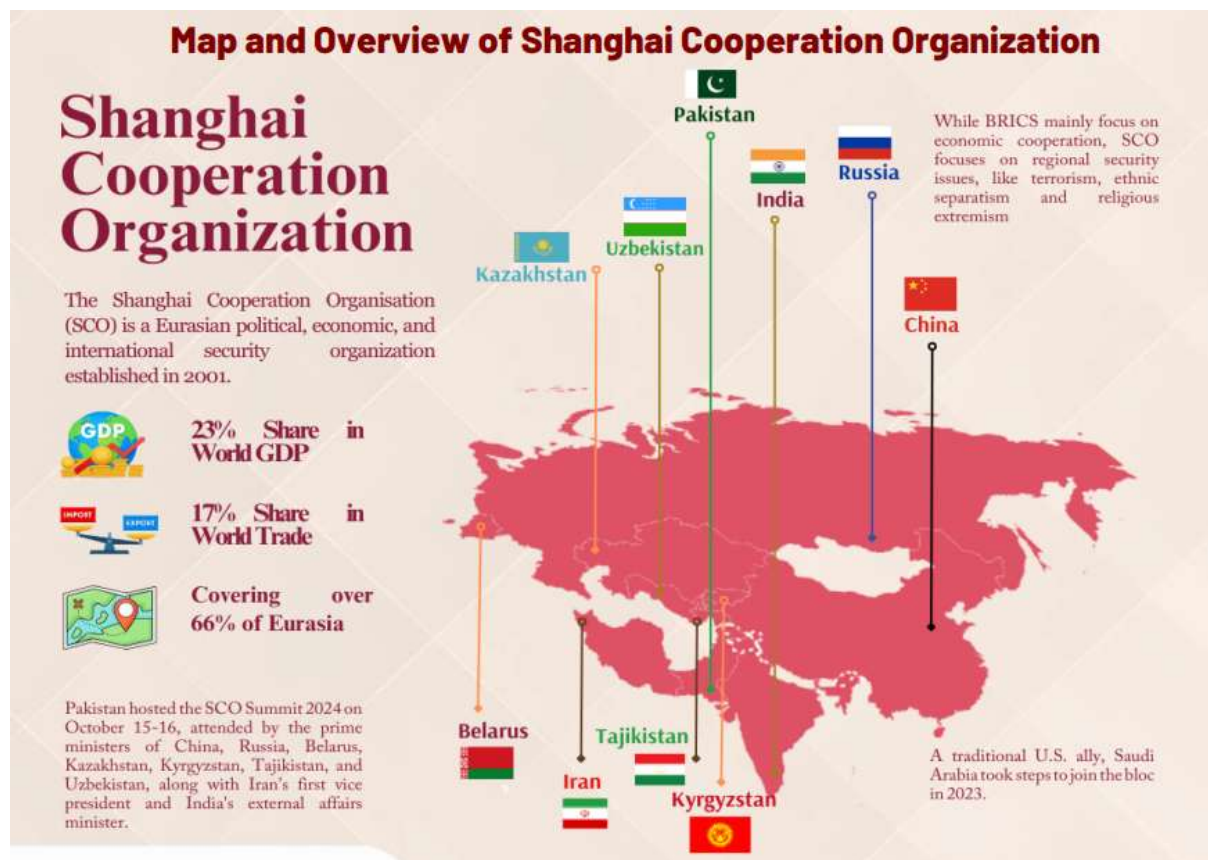 Map and Overview of Shanghai Cooperation Organization
Shanghai
Cooperation
Organization
The Shanghai Cooperation Organisation
(SCO) is a Eurasian political, economic, and
international security organization
established in 2001.
GDP
23% Share in
World GDP
IMPORT
EXPORT
17% Share in
World Trade
Covering over
66% of Eurasia
Pakistan hosted the SCO Summit 2024 on
October 15-16, attended by the prime
ministers of China, Russia, Belarus,
Kazakhstan, Kyrgyzstan, Tajikistan, and
Uzbekistan, along with Iran's first vice
president and India's external affairs
minister.
Pakistan
India
Russia
Uzbekistan
Kazakhstan
China
Belarus
Tajikistan
Iran
Kyrgyzstan
While BRICS mainly focus on
economic cooperation, SCO
focuses on regional security
issues, like terrorism, ethnic
separatism and religious
extremism
A traditional U.S. ally, Saudi
Arabia took steps to join the bloc
in 2023.